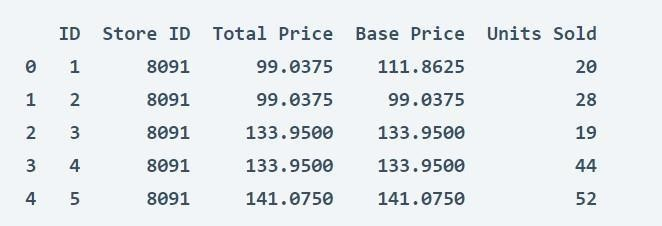 ID Store ID Total Price Base Price Units Sold
0 1 8091 99.0375 111.8625 20
1 2 8091 99.0375 99.0375 28
2 3 8091 133.9500 133.9500 19
3 4 8091 133.9500 133.9500 44
4 5 8091 141.0750 141.0750 52